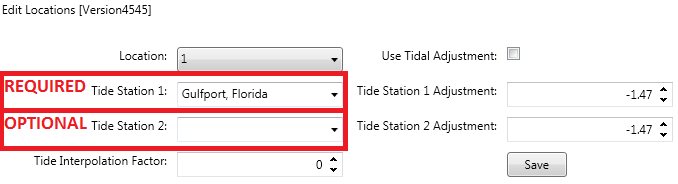 Edit Locations [Version4545]
Location: 1 Use Tidal Adjustment:
REQUIRED Tide Station 1: Gulfport, Florida Tide Station 1 Adjustment: -1.47
OPTIONAL Tide Station 2: Tide Station 2 Adjustment: -1.47
Tide Interpolation Factor: 0 Save